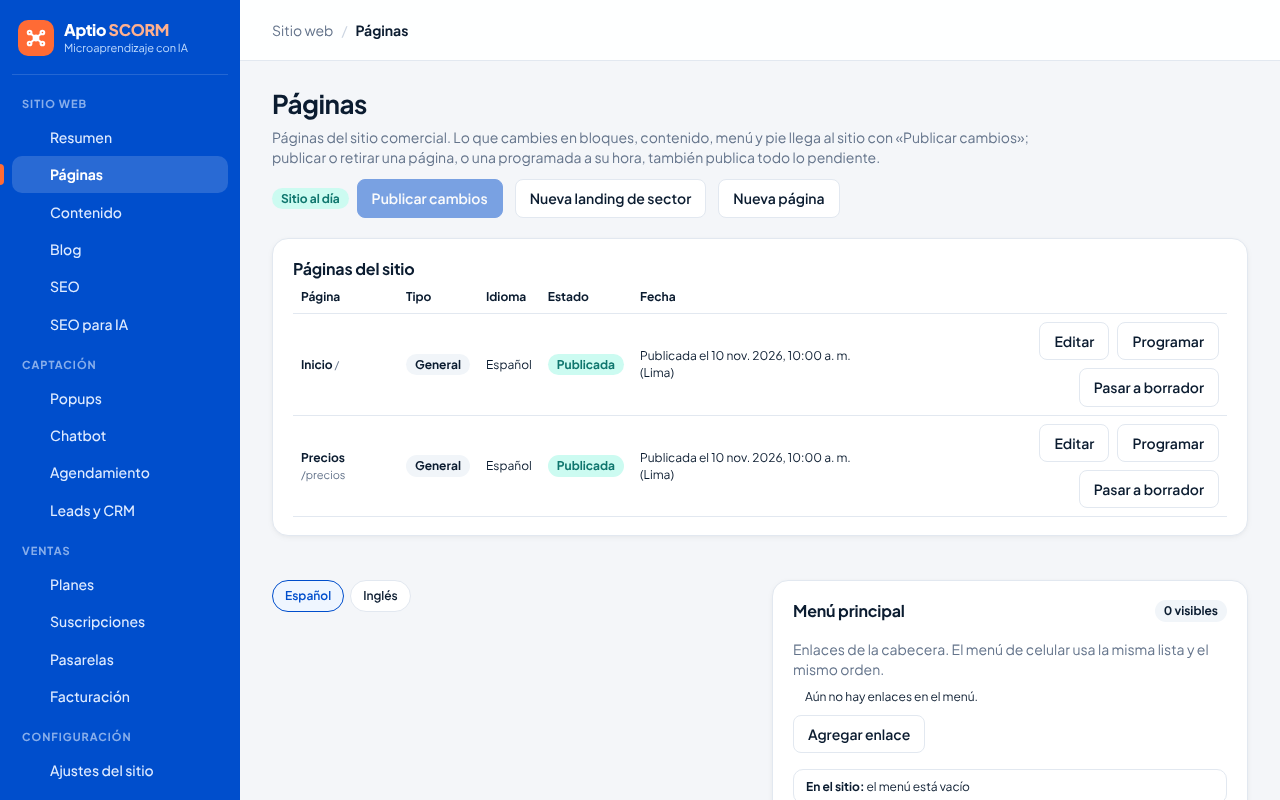 Aptio SCORM
Microaprendizaje con IA
SITIO WEB
Resumen
Páginas
Contenido
Blog
SEO
SEO para IA
CAPTACIÓN
Popups
Chatbot
Agendamiento
Leads y CRM
VENTAS
Planes
Suscripciones
Pasarelas
Facturación
CONFIGURACIÓN
Ajustes del sitio
Sitio web / Páginas
Páginas
Páginas del sitio comercial. Lo que cambies en bloques, contenido, menú y pie llega al sitio con «Publicar cambios»;
publicar o retirar una página, o una programada a su hora, también publica todo lo pendiente.
Sitio al día Publicar cambios Nueva landing de sector Nueva página
Páginas del sitio
Página Tipo Idioma Estado Fecha
Inicio / General Español Publicada Publicada el 10 nov. 2026, 10:00 a. m.
(Lima)
Editar Programar
Pasar a borrador
Precios
/precios
General Español Publicada Publicada el 10 nov. 2026, 10:00 a. m.
(Lima)
Editar Programar
Pasar a borrador
Español Inglés
Menú principal 0 visibles
Enlaces de la cabecera. El menú de celular usa la misma lista y el
mismo orden.
Aún no hay enlaces en el menú.
Agregar enlace
En el sitio: el menú está vacío